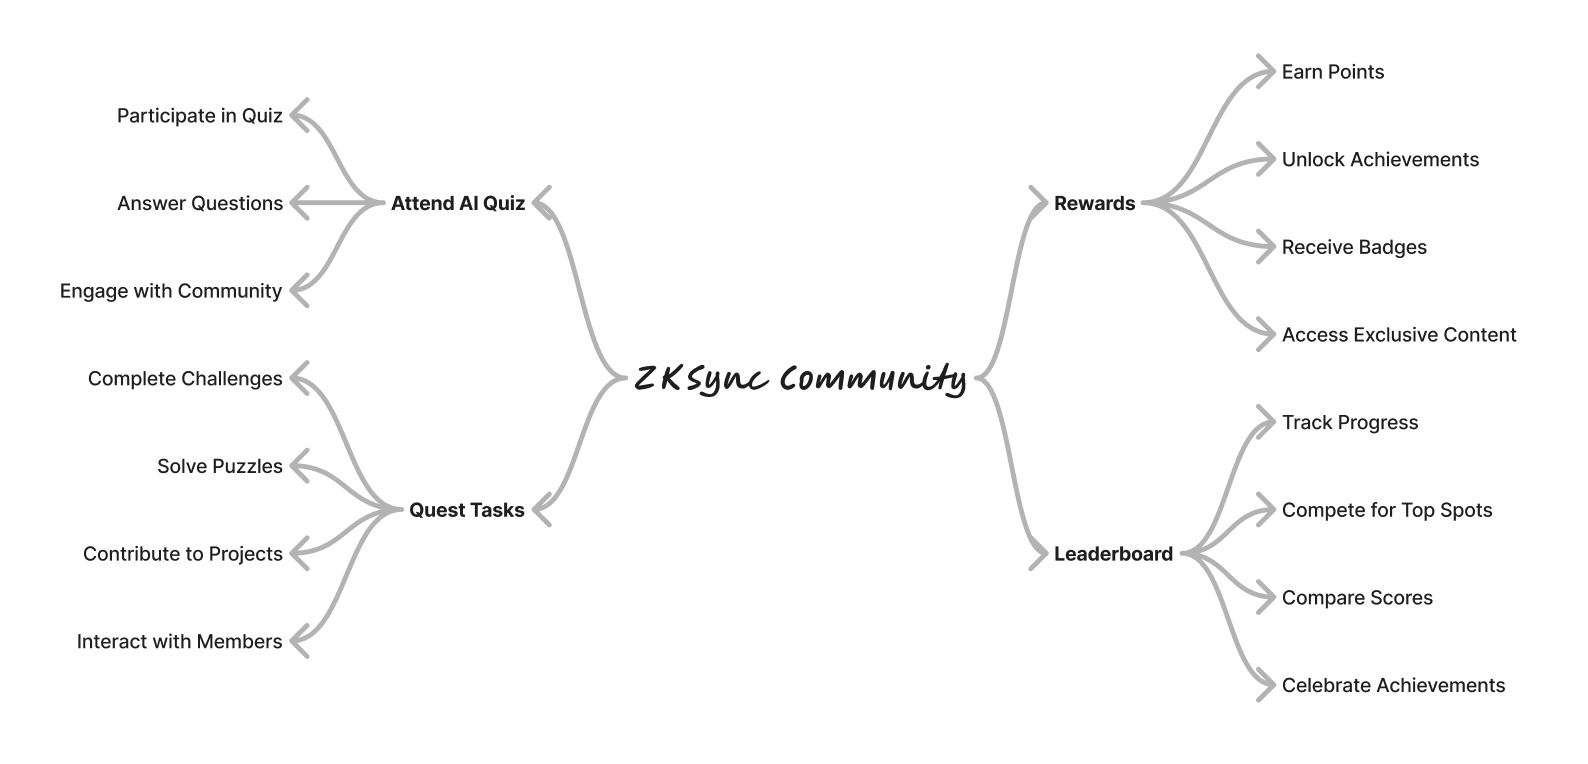 ZKSync Community
Attend AI Quiz
Participate in Quiz
Answer Questions
Engage with Community
Quest Tasks
Complete Challenges
Solve Puzzles
Contribute to Projects
Interact with Members
Rewards
Earn Points
Unlock Achievements
Receive Badges
Access Exclusive Content
Leaderboard
Track Progress
Compete for Top Spots
Compare Scores
Celebrate Achievements